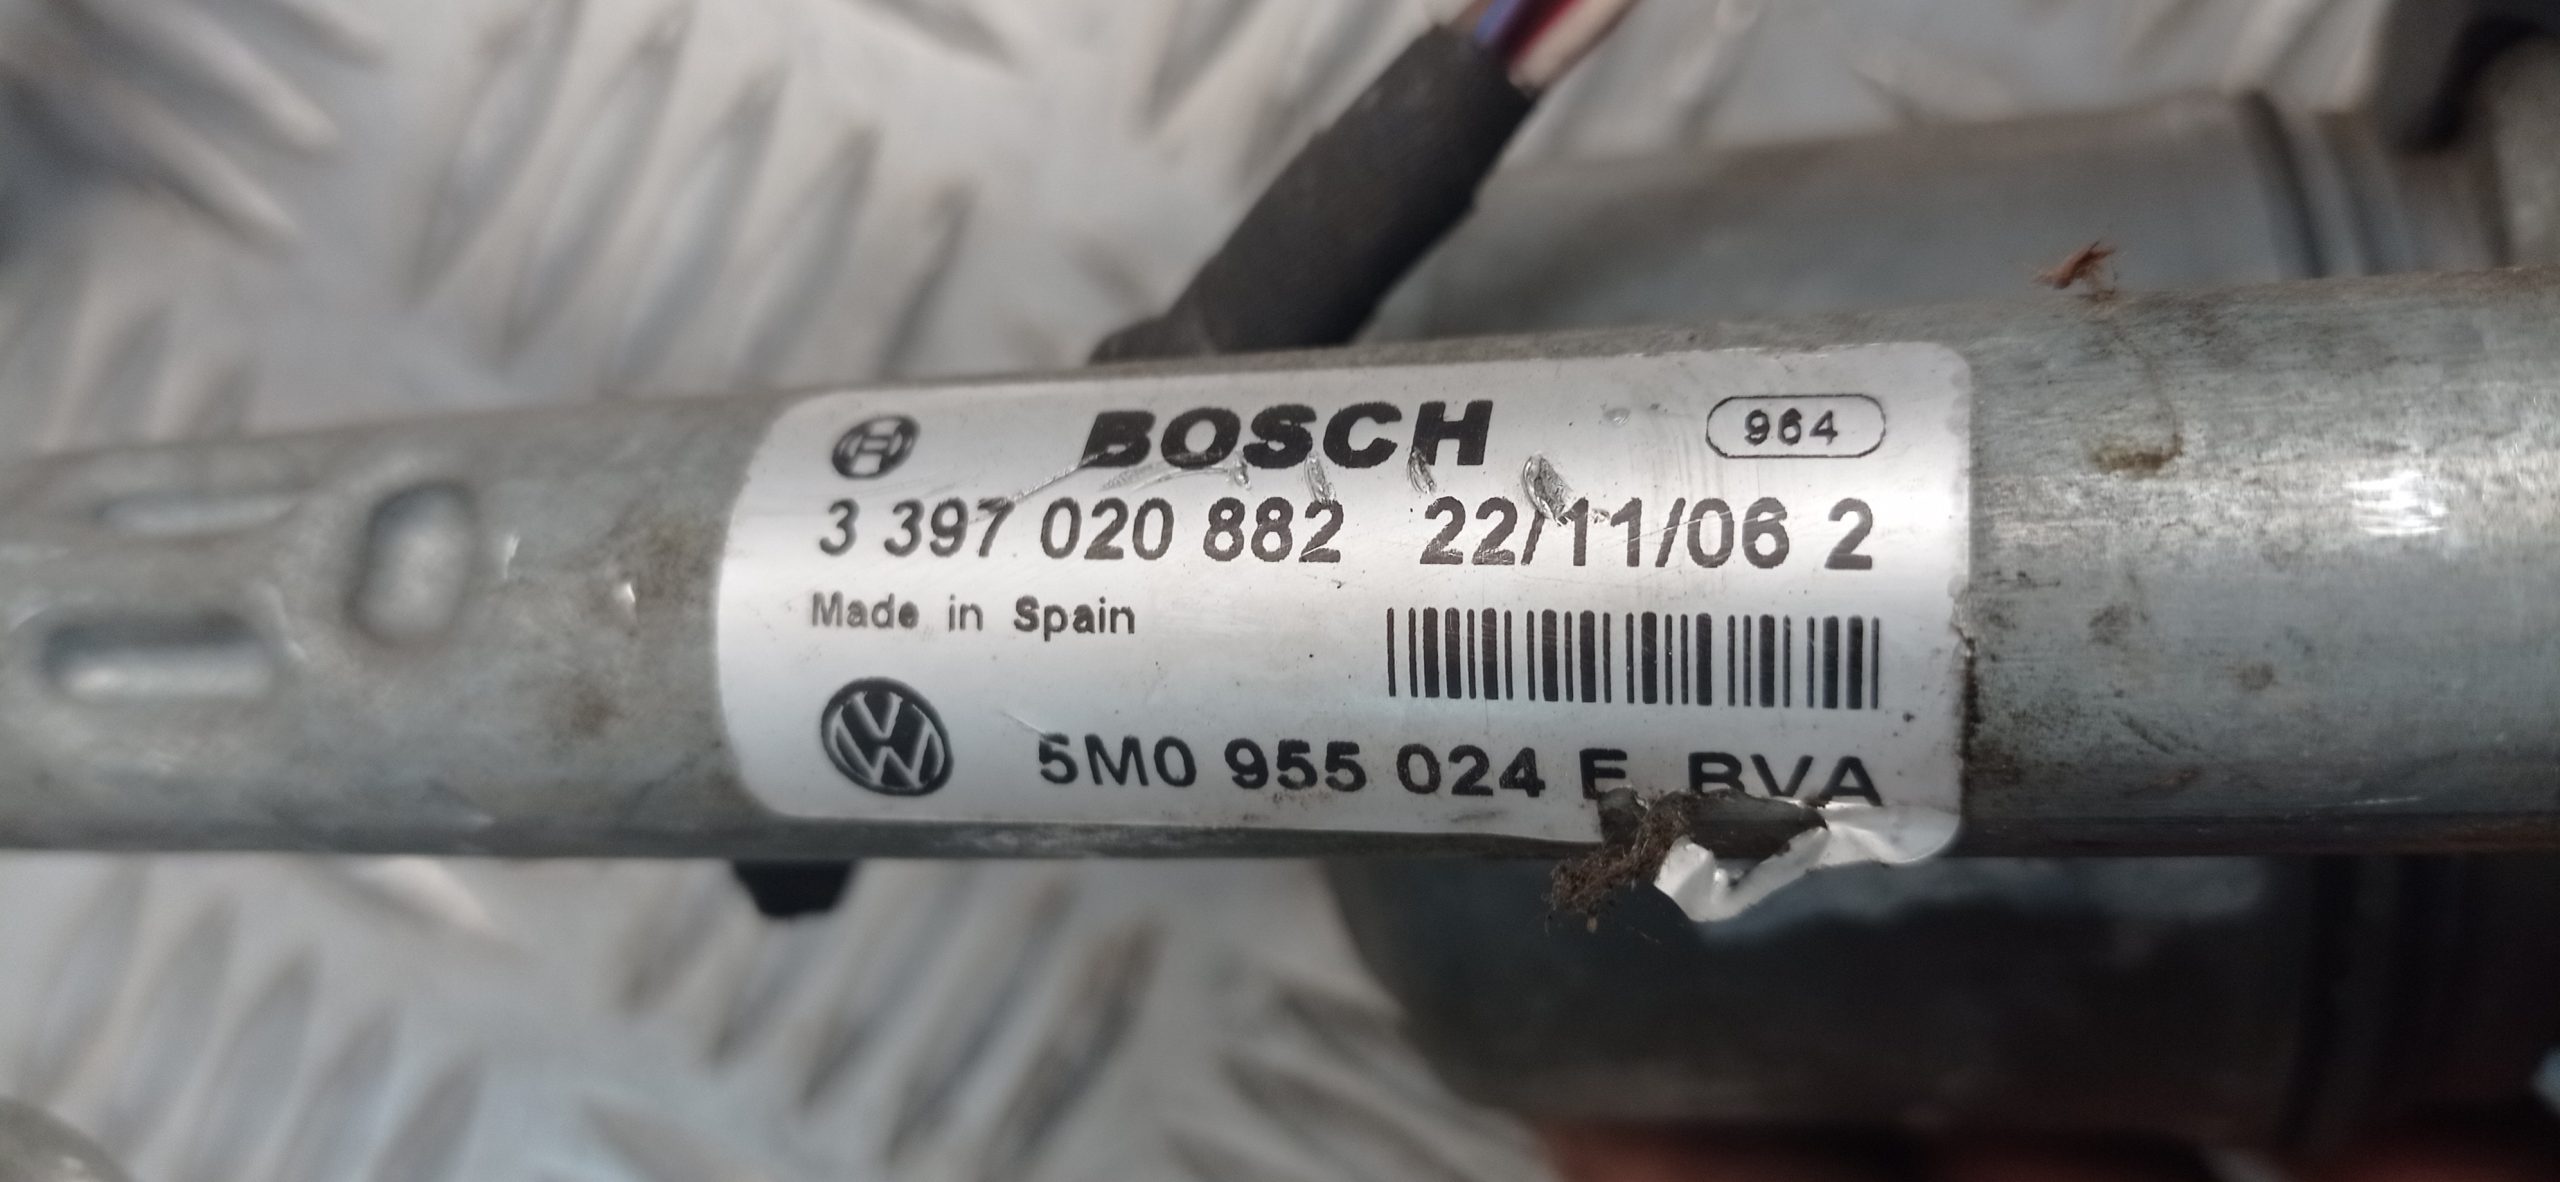 BOSCH 964
3 397 020 882 22/11/06 2
Made in Spain
5M0 955 024 E BVA